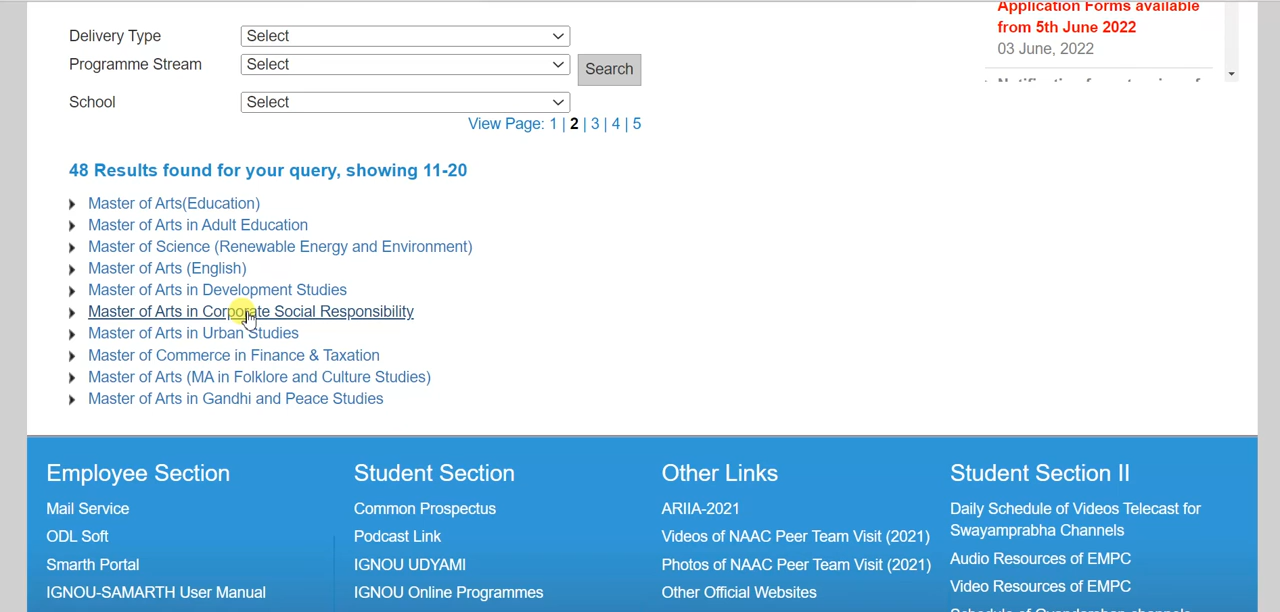 Application Forms available
from 5th June 2022
03 June, 2022
Delivery Type Select
Programme Stream Select Search
School Select
View Page: 1 | 2 | 3 | 4 | 5
48 Results found for your query, showing 11-20
Master of Arts(Education)
Master of Arts in Adult Education
Master of Science (Renewable Energy and Environment)
Master of Arts (English)
Master of Arts in Development Studies
Master of Arts in Corporate Social Responsibility
Master of Arts in Urban Studies
Master of Commerce in Finance & Taxation
Master of Arts (MA in Folklore and Culture Studies)
Master of Arts in Gandhi and Peace Studies
Employee Section
Mail Service
ODL Soft
Smarth Portal
IGNOU-SAMARTH User Manual
Student Section
Common Prospectus
Podcast Link
IGNOU UDYAMI
IGNOU Online Programmes
Other Links
ARIIA-2021
Videos of NAAC Peer Team Visit (2021)
Photos of NAAC Peer Team Visit (2021)
Other Official Websites
Student Section II
Daily Schedule of Videos Telecast for
Swayamprabha Channels
Audio Resources of EMPC
Video Resources of EMPC